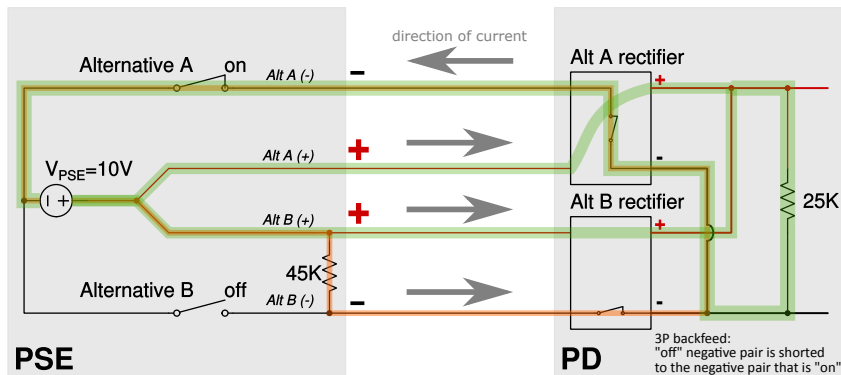 direction of current
Alternative A
on
Alt A (-)
−
Alt A rectifier
+
Alt A (+)
+
-
VPSE=10V
+
Alt B (+)
Alt B rectifier
+
25K
45K
Alternative B
off
Alt B (-)
−
-
PSE
PD
3P backfeed:
"off" negative pair is shorted
to the negative pair that is "on"